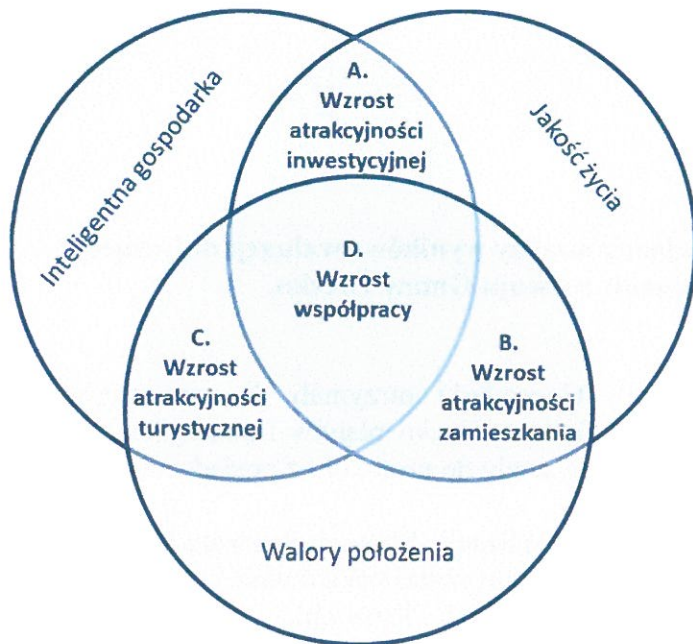 A.
Wzrost
atrakcyjności
inwestycyjnej
Inteligentna gospodarka
Jakość życia
D.
Wzrost
współpracy
C.
Wzrost
atrakcyjności
turystycznej
B.
Wzrost
atrakcyjności
zamieszkania
Walory położenia